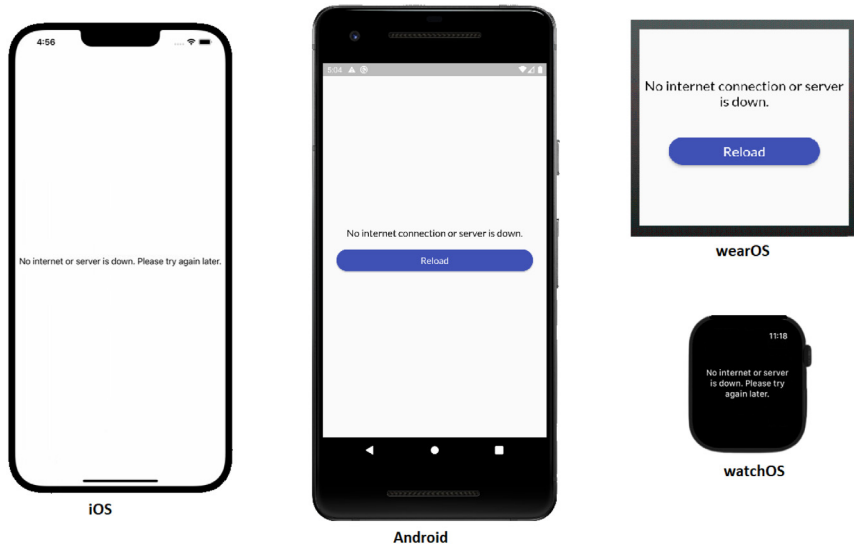 4:56
No internet or server is down. Please try again later.
iOS
5:04
No internet connection or server is down.
Reload
Android
No internet connection or server
is down.
Reload
wearOS
11:18
No internet or server
is down. Please try
again later.
watchOS